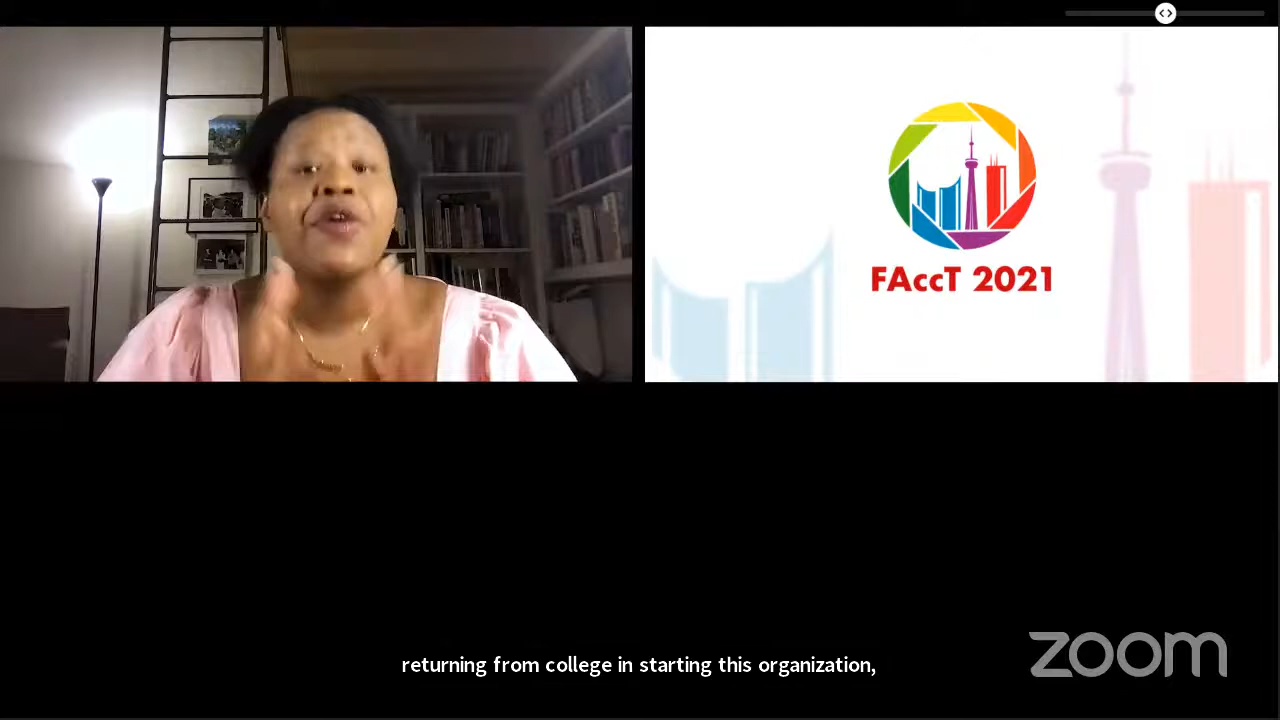 FAccT 2021
returning from college in starting this organization,
zoom